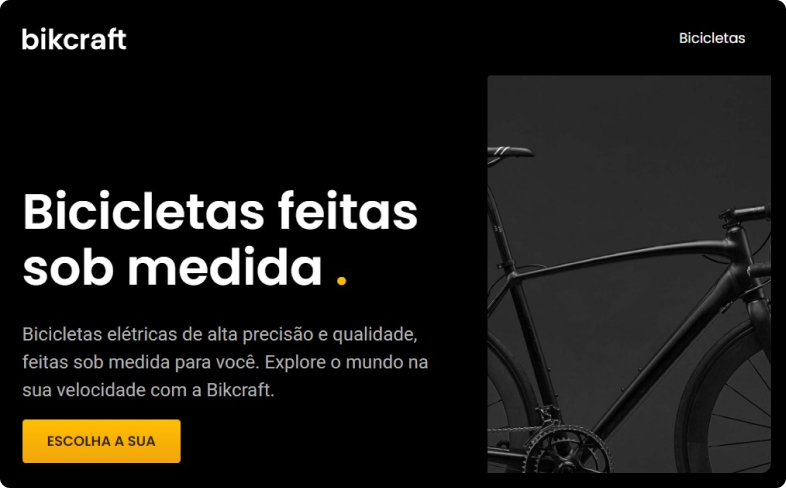 bikcraft
Bicicletas
Bicicletas feitas
sob medida .
Bicicletas elétricas de alta precisão e qualidade,
feitas sob medida para você. Explore o mundo na
sua velocidade com a Bikcraft.
ESCOLHA A SUA